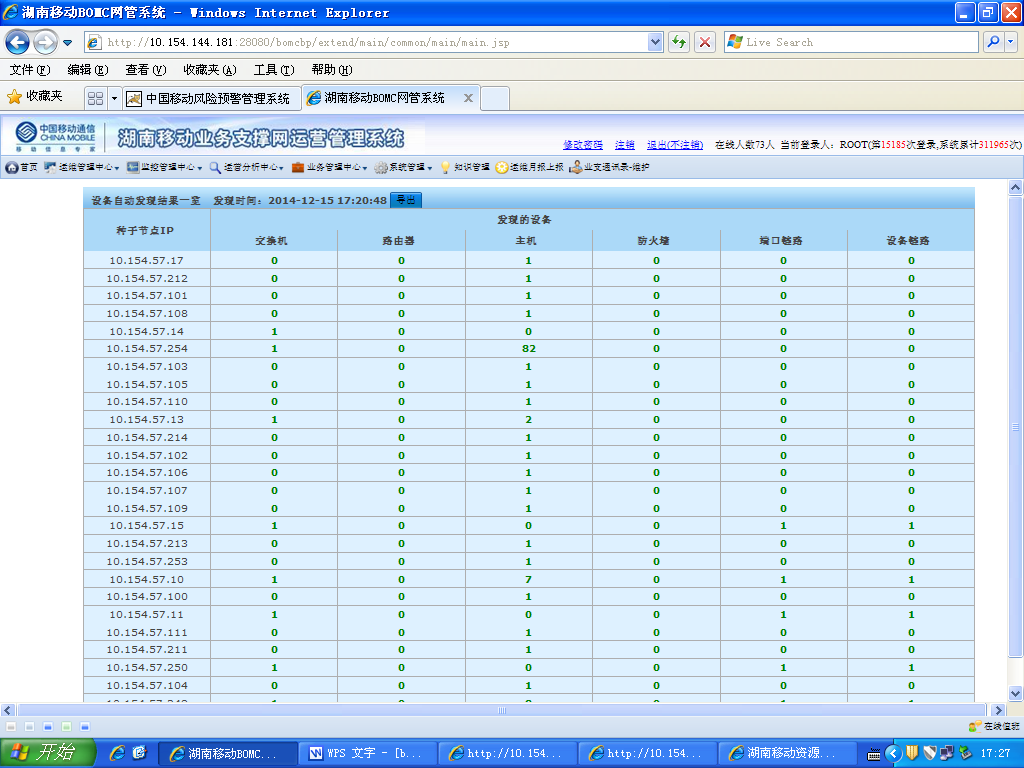 湖南移动BOMC网管系统 - Windows Internet Explorer
http://10.154.144.181:28080/bomcbp/extend/main/common/main/main.jsp
Live Search
文件(F) 编辑(E) 查看(V) 收藏夹(A) 工具(T) 帮助(H)
收藏夹 中国移动风险预警管理系统 湖南移动BOMC网管系统
中国移动通信
CHINA MOBILE
移动信息专家
湖南移动业务支撑网运营管理系统
修改密码 注销 退出(不注销) 在线人数73人 当前登录人: ROOT(第15185次登录,系统累计311965次)
首页 运维管理中心 监控管理中心 运营分析中心 业务管理中心 系统管理 知识管理 运维月报上报 业支通讯录-维护
设备自动发现结果一览 发现时间: 2014-12-15 17:20:48 导出
种子节点IP 发现的设备
交换机 路由器 主机 防火墙 端口链路 设备链路
10.154.57.17 0 0 1 0 0 0
10.154.57.212 0 0 1 0 0 0
10.154.57.101 0 0 1 0 0 0
10.154.57.108 0 0 1 0 0 0
10.154.57.14 1 0 0 0 0 0
10.154.57.254 1 0 82 0 0 0
10.154.57.103 0 0 1 0 0 0
10.154.57.105 0 0 1 0 0 0
10.154.57.110 0 0 1 0 0 0
10.154.57.13 1 0 2 0 0 0
10.154.57.214 0 0 1 0 0 0
10.154.57.102 0 0 1 0 0 0
10.154.57.106 0 0 1 0 0 0
10.154.57.107 0 0 1 0 0 0
10.154.57.109 0 0 1 0 0 0
10.154.57.15 1 0 0 0 1 1
10.154.57.213 0 0 1 0 0 0
10.154.57.253 0 0 1 0 0 0
10.154.57.10 1 0 7 0 1 1
10.154.57.100 0 0 1 0 0 0
10.154.57.11 1 0 0 0 1 1
10.154.57.111 0 0 1 0 0 0
10.154.57.211 0 0 1 0 0 0
10.154.57.250 1 0 0 0 1 1
10.154.57.104 0 0 1 0 0 0
在线值班
开始 湖南移动BOMC... WPS 文字 - [b... http://10.154.... http://10.154.... 湖南移动资源... 17:27